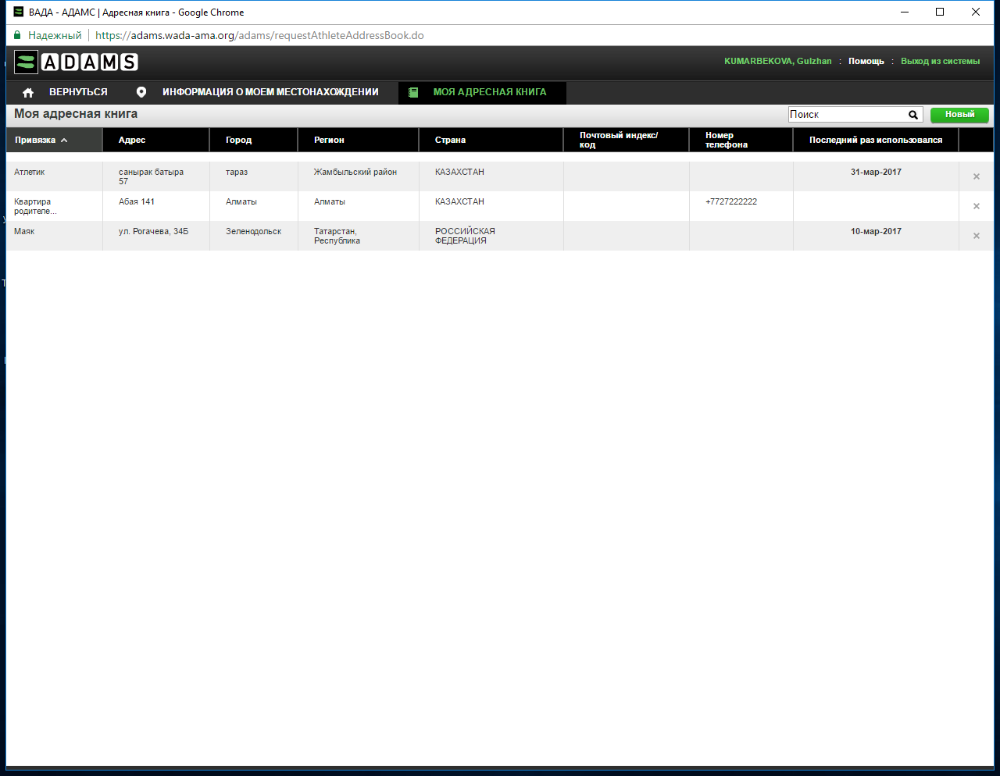 ВАДА - АДАМС | Адресная книга - Google Chrome
Надежный https://adams.wada-ama.org/adams/requestAthleteAddressBook.do
ADAMS
KUMARBEKOVA, Gulzhan : Помощь : Выход из системы
ВЕРНУТЬСЯ ИНФОРМАЦИЯ О МОЕМ МЕСТОНАХОЖДЕНИИ МОЯ АДРЕСНАЯ КНИГА
Моя адресная книга Поиск Новый
Привязка Адрес Город Регион Страна Почтовый индекс/ код Номер телефона Последний раз использовался
Атлетик санырак батыра 57 тараз Жамбыльский район КАЗАХСТАН 31-мар-2017
Квартира родителе... Абая 141 Алматы Алматы КАЗАХСТАН +7727222222
Маяк ул. Рогачева, 34Б Зеленодольск Татарстан, Республика РОССИЙСКАЯ ФЕДЕРАЦИЯ 10-мар-2017